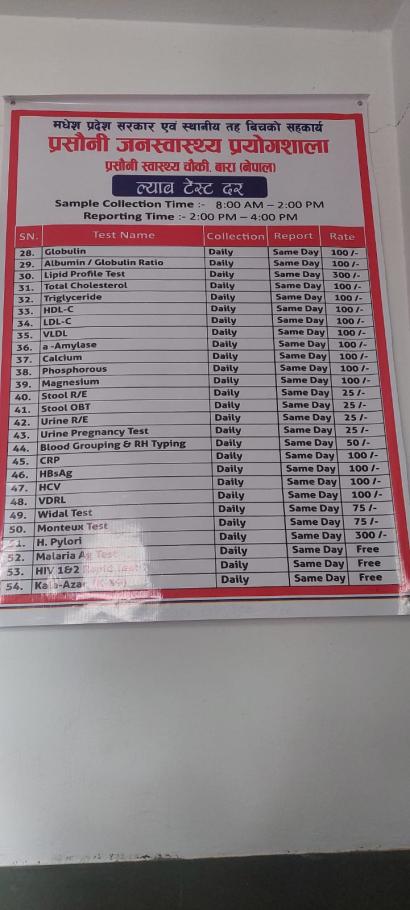 मधेश प्रदेश सरकार एवं स्थानीय तह बिचको सहकार्य
प्रसौनी जनस्वास्थ्य प्रयोगशाला
प्रसौनी स्वास्थ्य चौकी, बारा (नेपाल)
ल्याब टेस्ट दर
Sample Collection Time :- 8:00 AM – 2:00 PM
Reporting Time :- 2:00 PM – 4:00 PM
SN. Test Name Collection Report Rate
28. Globulin Daily Same Day 100/-
29. Albumin / Globulin Ratio Daily Same Day 100/-
30. Lipid Profile Test Daily Same Day 300/-
31. Total Cholesterol Daily Same Day 100/-
32. Triglyceride Daily Same Day 100/-
33. HDL-C Daily Same Day 100/-
34. LDL-C Daily Same Day 100/-
35. VLDL Daily Same Day 100/-
36. a -Amylase Daily Same Day 100/-
37. Calcium Daily Same Day 100/-
38. Phosphorous Daily Same Day 100/-
39. Magnesium Daily Same Day 100/-
40. Stool R/E Daily Same Day 25/-
41. Stool OBT Daily Same Day 25/-
42. Urine R/E Daily Same Day 25/-
43. Urine Pregnancy Test Daily Same Day 25/-
44. Blood Grouping & RH Typing Daily Same Day 50/-
45. CRP Daily Same Day 100/-
46. HBsAg Daily Same Day 100/-
47. HCV Daily Same Day 100/-
48. VDRL Daily Same Day 100/-
49. Widal Test Daily Same Day 75/-
50. Monteux Test Daily Same Day 75/-
51. H. Pylori Daily Same Day 300/-
52. Malaria Ag Test Daily Same Day Free
53. HIV 1&2 Rapid Test Daily Same Day Free
54. Kala-Azar Daily Same Day Free